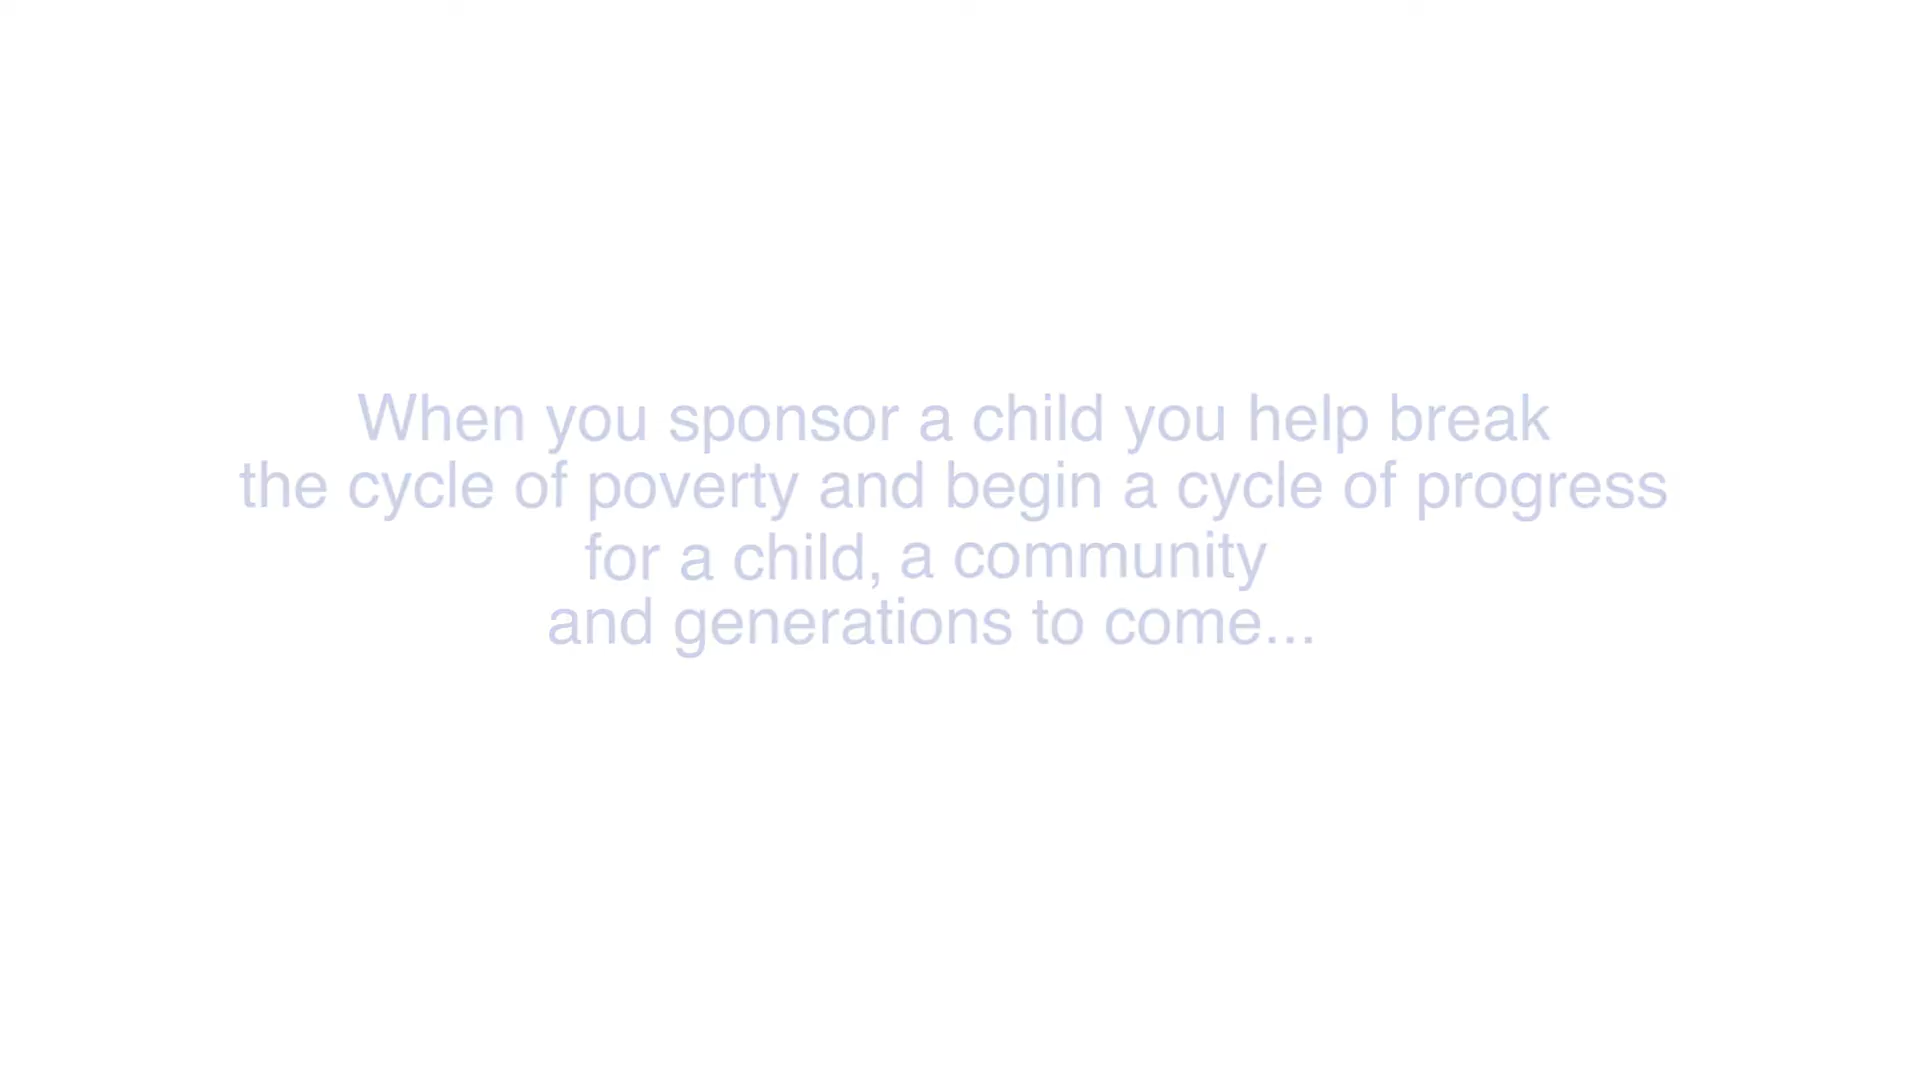 When you sponsor a child you help break
the cycle of poverty and begin a cycle of progress
for a child, a community
and generations to come...